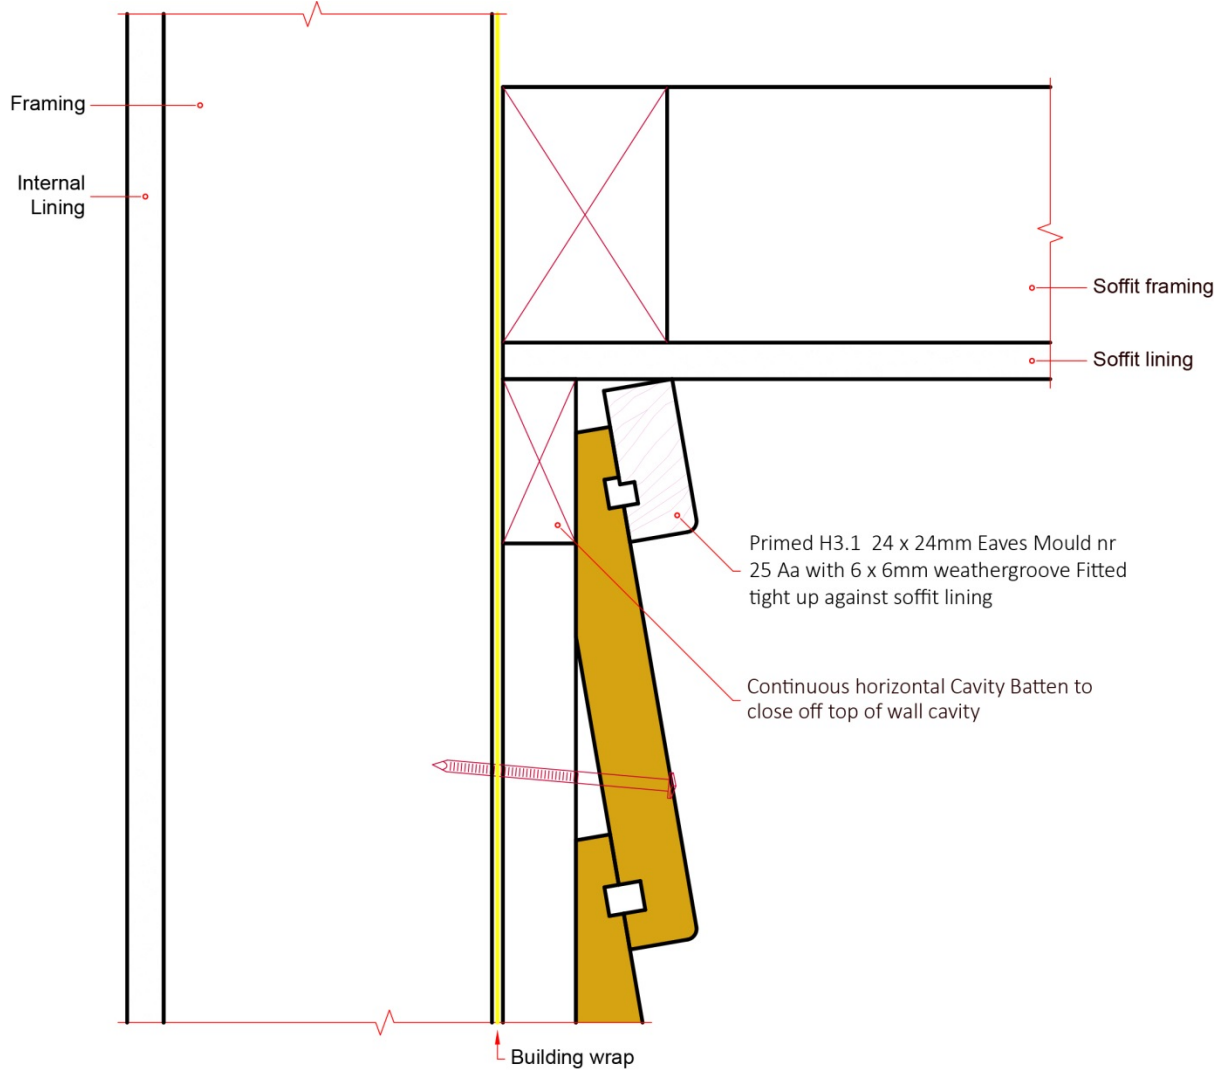 Framing
Internal
Lining
Soffit framing
Soffit lining
Primed H3.1 24 x 24mm Eaves Mould nr
25 Aa with 6 x 6mm weathergroove Fitted
tight up against soffit lining
Continuous horizontal Cavity Batten to
close off top of wall cavity
Building wrap